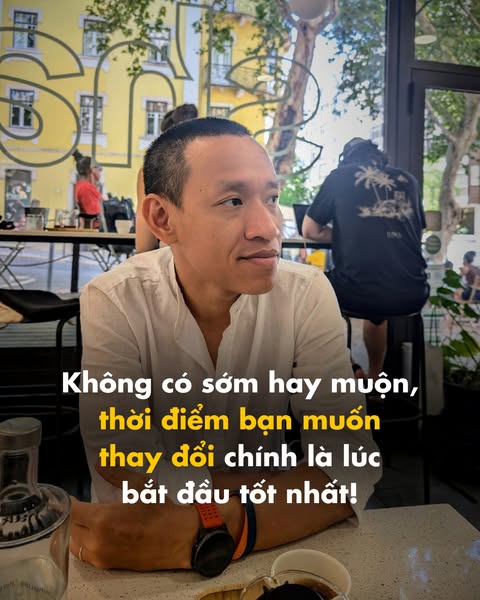 Không có sớm hay muộn,
thời điểm bạn muốn
thay đổi chính là lúc
bắt đầu tốt nhất!